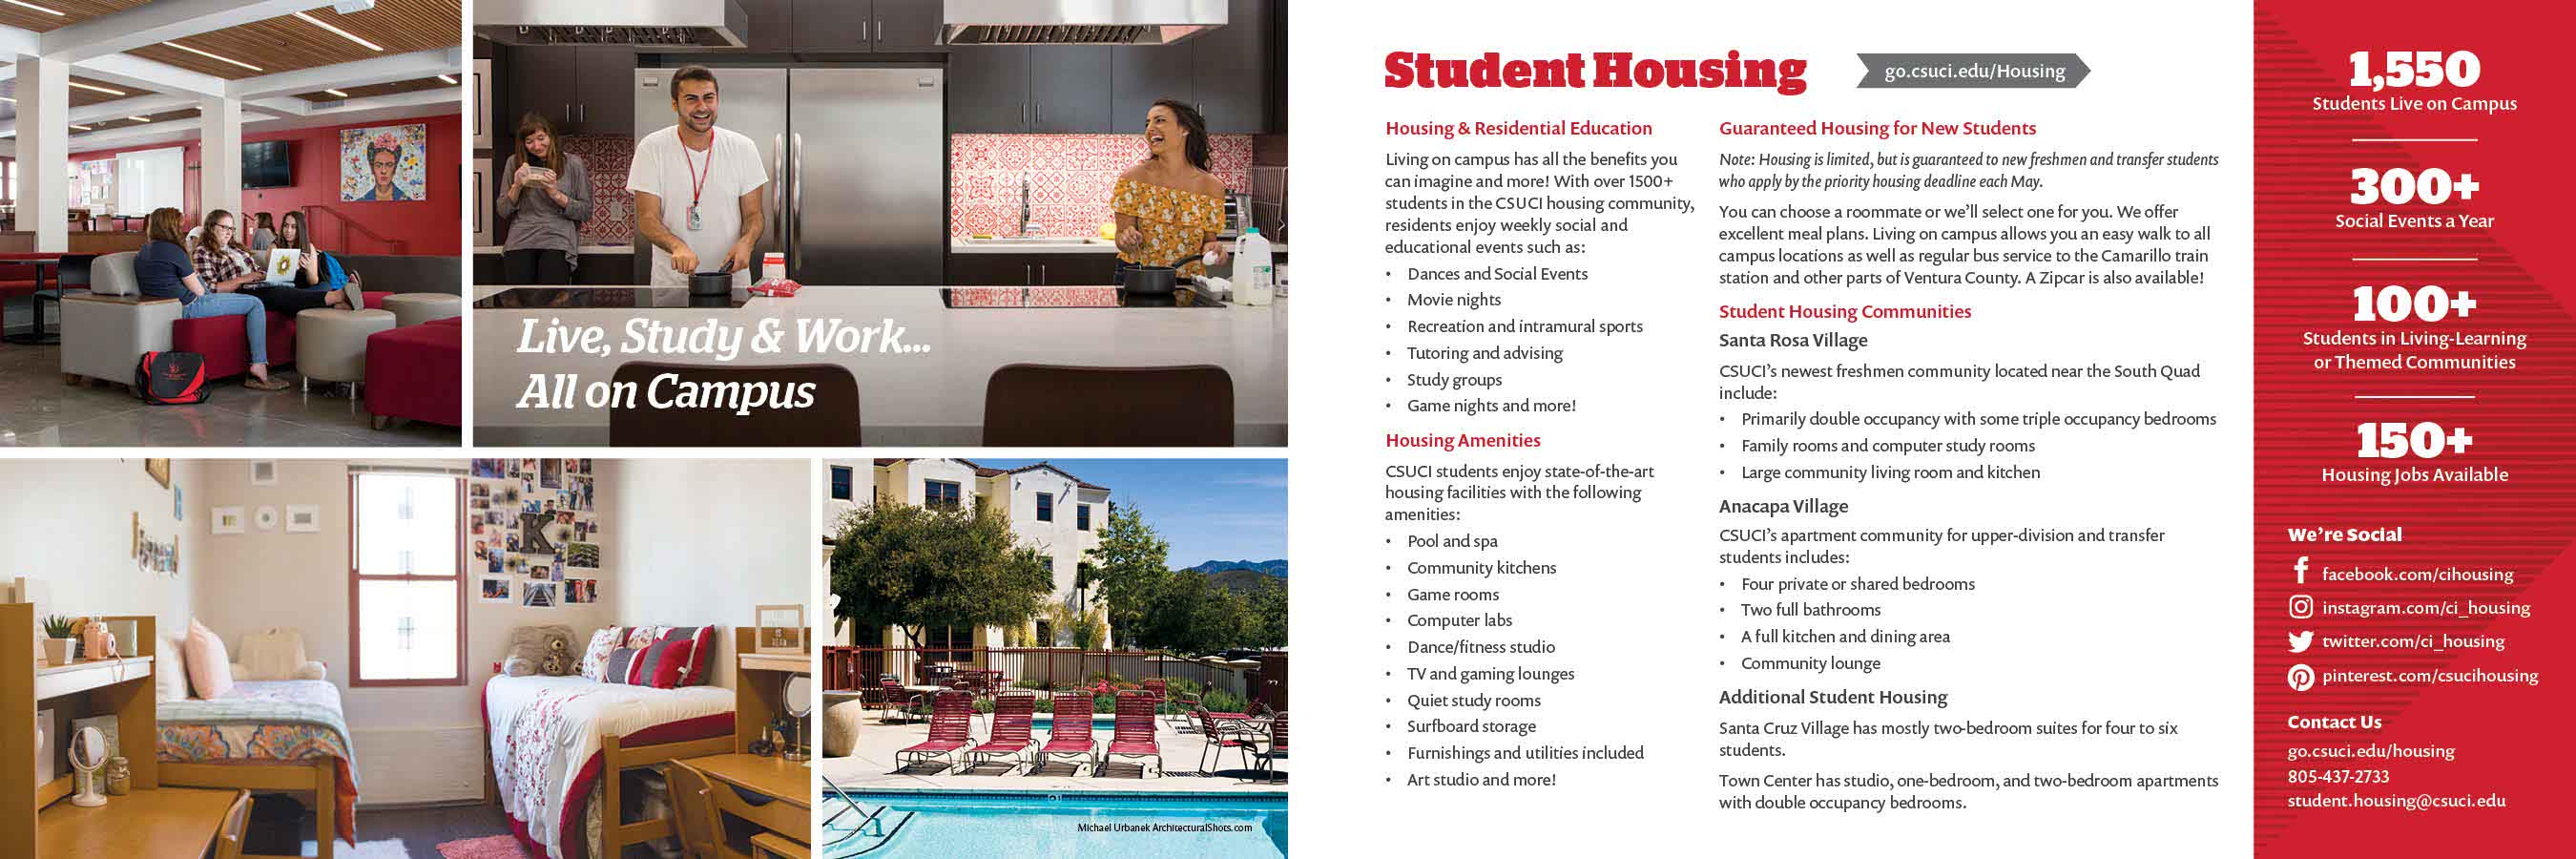 Live, Study & Work...
All on Campus
K
Michael Urbanek ArchitecturalShots.com
Student Housing
go.csuci.edu/Housing
Housing & Residential Education
Living on campus has all the benefits you
can imagine and more! With over 1500+
students in the CSUCI housing community,
residents enjoy weekly social and
educational events such as:
• Dances and Social Events
• Movie nights
• Recreation and intramural sports
• Tutoring and advising
• Study groups
• Game nights and more!
Housing Amenities
CSUCI students enjoy state-of-the-art
housing facilities with the following
amenities:
• Pool and spa
• Community kitchens
• Game rooms
• Computer labs
• Dance/fitness studio
• TV and gaming lounges
• Quiet study rooms
• Surfboard storage
• Furnishings and utilities included
• Art studio and more!
Guaranteed Housing for New Students
Note: Housing is limited, but is guaranteed to new freshmen and transfer students
who apply by the priority housing deadline each May.
You can choose a roommate or we'll select one for you. We offer
excellent meal plans. Living on campus allows you an easy walk to all
campus locations as well as regular bus service to the Camarillo train
station and other parts of Ventura County. A Zipcar is also available!
Student Housing Communities
Santa Rosa Village
CSUCI's newest freshmen community located near the South Quad
include:
• Primarily double occupancy with some triple occupancy bedrooms
• Family rooms and computer study rooms
• Large community living room and kitchen
Anacapa Village
CSUCI's apartment community for upper-division and transfer
students includes:
• Four private or shared bedrooms
• Two full bathrooms
• A full kitchen and dining area
• Community lounge
Additional Student Housing
Santa Cruz Village has mostly two-bedroom suites for four to six
students.
Town Center has studio, one-bedroom, and two-bedroom apartments
with double occupancy bedrooms.
1,550
Students Live on Campus
300+
Social Events a Year
100+
Students in Living-Learning
or Themed Communities
150+
Housing Jobs Available
We're Social
facebook.com/cihousing
instagram.com/ci_housing
twitter.com/ci_housing
pinterest.com/csucihousing
Contact Us
go.csuci.edu/housing
805-437-2733
student.housing@csuci.edu